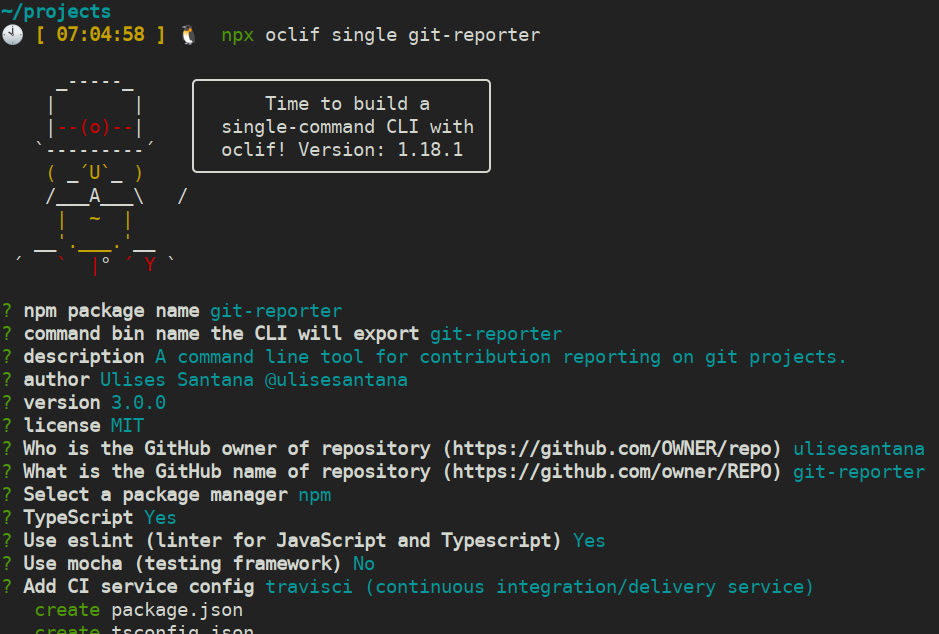 ~/projects
[ 07:04:58 ] npx oclif single git-reporter
     _-----_
    |       |
    |--(o)--|
   `---------´
    ( _´U`_ )
    /___A___\   /
     |  ~  |
   __'.___.'__
 ´   `  |° ´ Y `
Time to build a
single-command CLI with
oclif! Version: 1.18.1
? npm package name git-reporter
? command bin name the CLI will export git-reporter
? description A command line tool for contribution reporting on git projects.
? author Ulises Santana @ulisesantana
? version 3.0.0
? license MIT
? Who is the GitHub owner of repository (https://github.com/OWNER/repo) ulisesantana
? What is the GitHub name of repository (https://github.com/owner/REPO) git-reporter
? Select a package manager npm
? TypeScript Yes
? Use eslint (linter for JavaScript and Typescript) Yes
? Use mocha (testing framework) No
? Add CI service config travisci (continuous integration/delivery service)
create package.json
create tsconfig.json